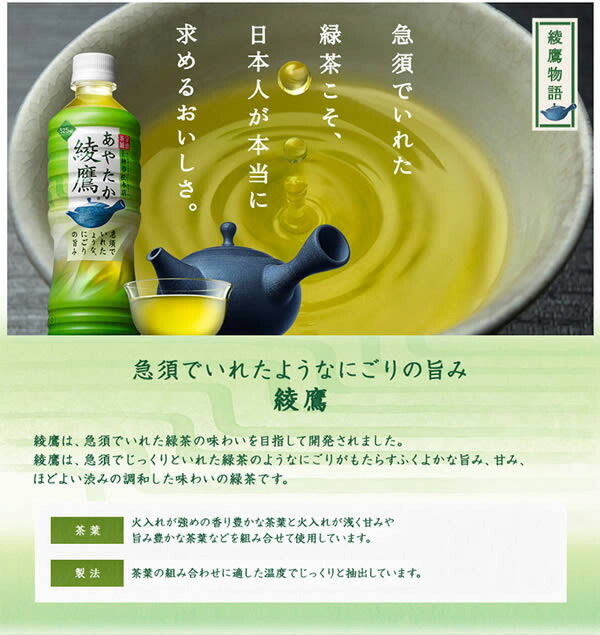 急須でいれた
緑茶こそ、
日本人が本当に
求めるおいしさ。
綾鷹物語
525ml
あやたか
綾鷹
急須で
いれた
ような、
にごり
の旨み
急須でいれたようなにごりの旨み
綾鷹
綾鷹は、急須でいれた緑茶の味わいを目指して開発されました。
綾鷹は、急須でじっくりといれた緑茶のようなにごりがもたらすふくよかな旨み、甘み、
ほどよい渋みの調和した味わいの緑茶です。
茶葉
火入れが強めの香り豊かな茶葉と火入れが浅く甘みや
旨み豊かな茶葉などを組み合せて使用しています。
製法
茶葉の組み合わせに適した温度でじっくりと抽出しています。